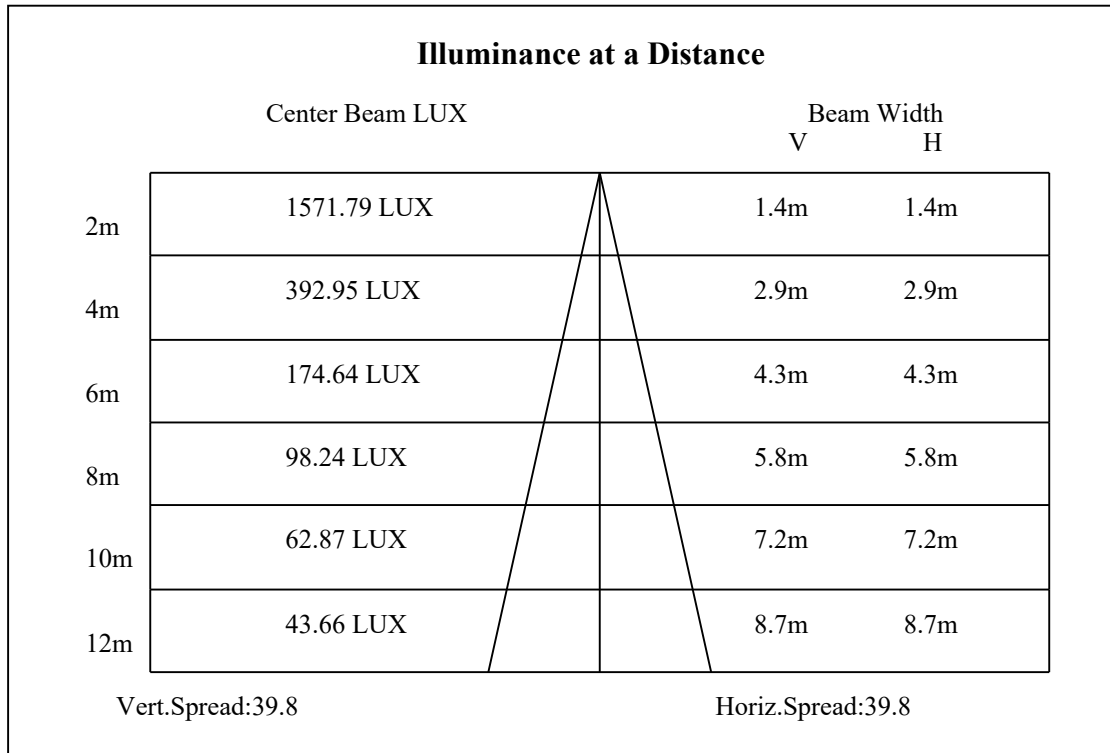 Illuminance at a Distance
Center Beam LUX Beam Width
V H
2m 1571.79 LUX 1.4m 1.4m
4m 392.95 LUX 2.9m 2.9m
6m 174.64 LUX 4.3m 4.3m
8m 98.24 LUX 5.8m 5.8m
10m 62.87 LUX 7.2m 7.2m
12m 43.66 LUX 8.7m 8.7m
Vert.Spread:39.8 Horiz.Spread:39.8